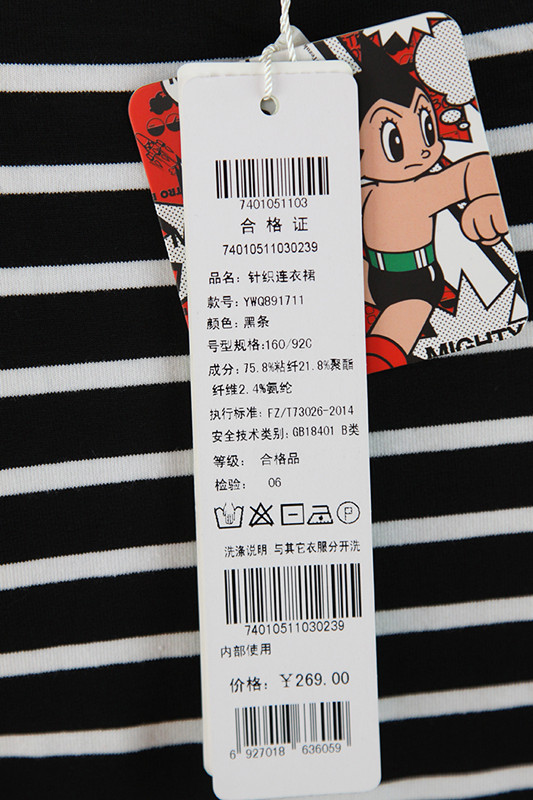 7401051103
合格证
74010511030239
品名: 针织连衣裙
款号: YWQ891711
颜色: 黑条
号型规格:160/92C
成分: 75.8%粘纤21.8%聚酯
纤维2.4%氨纶
执行标准: FZ/T73026-2014
安全技术类别: GB18401 B类
等级: 合格品
检验: 06
P
洗涤说明 与其它衣服分开洗
74010511030239
内部使用
价格: ￥269.00
6 927018 636059
MIGHTY